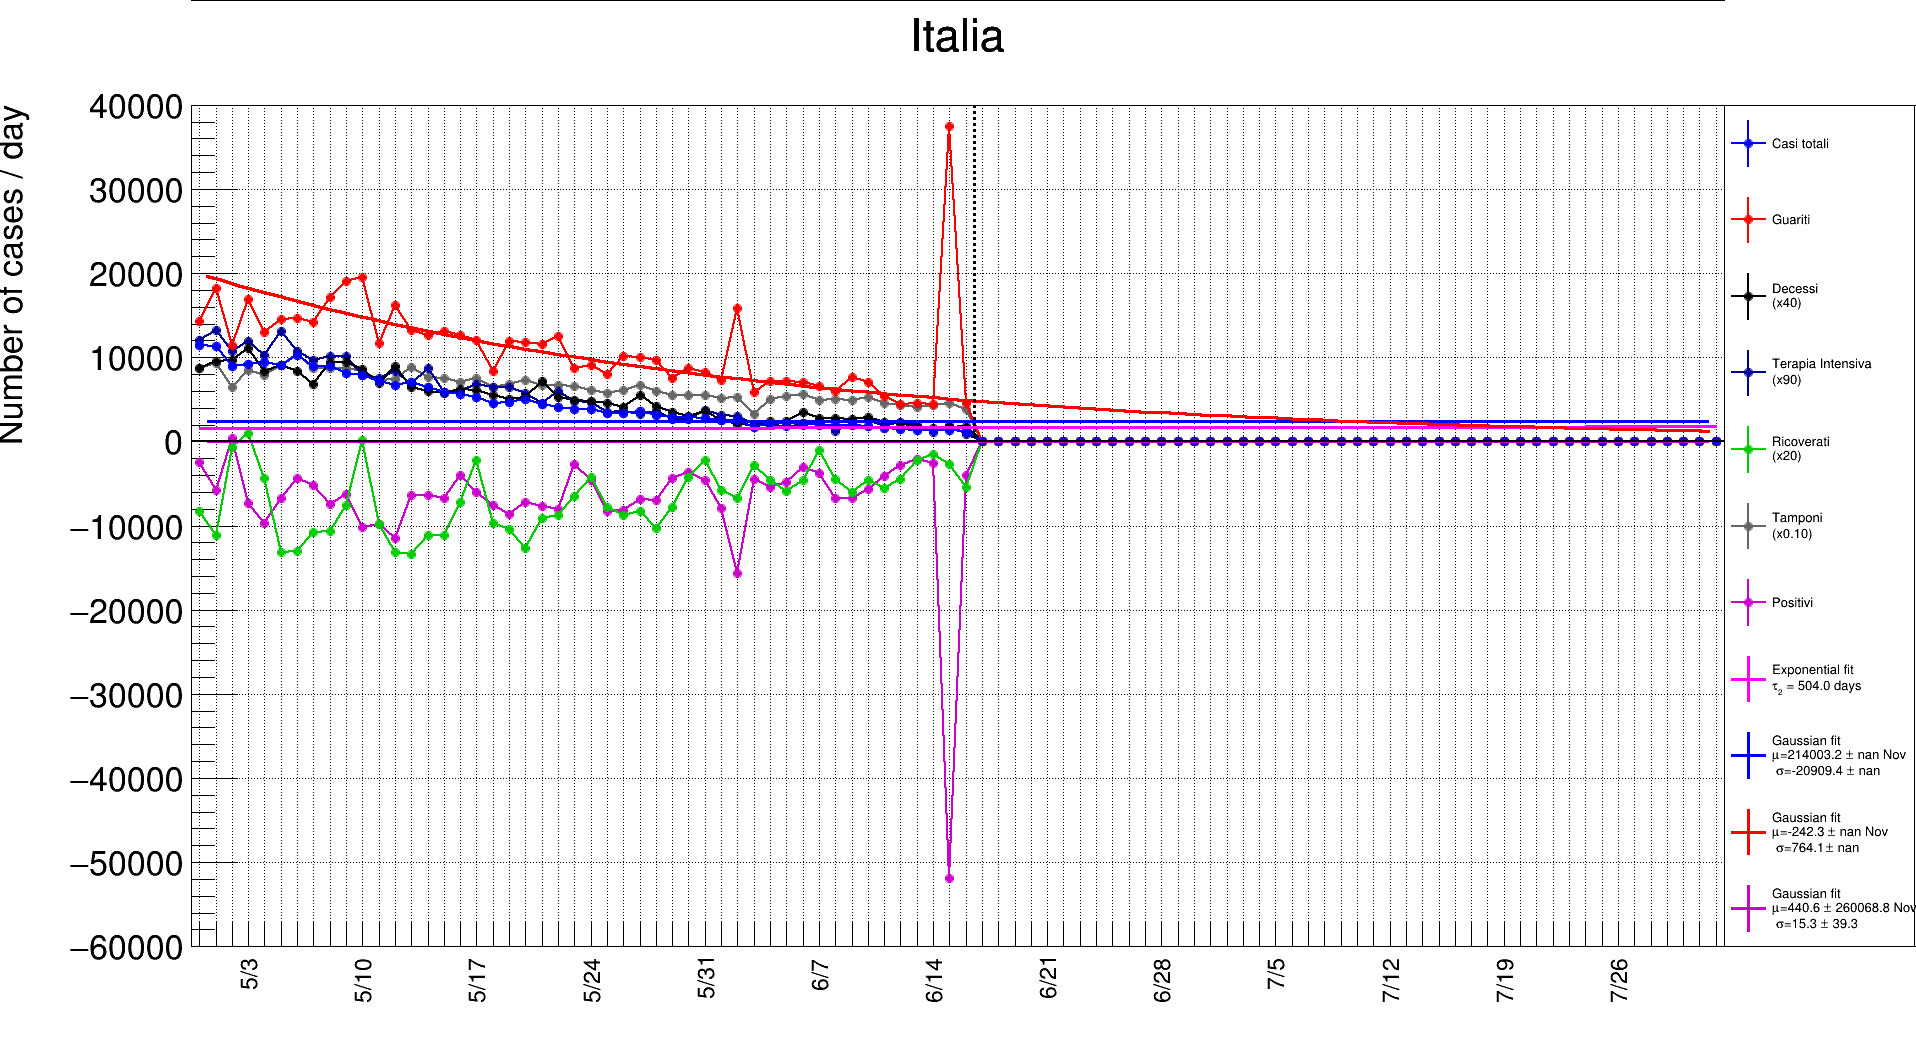 Italia
Number of cases / day
40000
30000
20000
10000
0
−10000
−20000
−30000
−40000
−50000
−60000
5/3
5/10
5/17
5/24
5/31
6/7
6/14
6/21
6/28
7/5
7/12
7/19
7/26
Casi totali
Guariti
Decessi
(x40)
Terapia Intensiva
(x90)
Ricoverati
(x20)
Tamponi
(x0.10)
Positivi
Exponential fit
τ₂ = 504.0 days
Gaussian fit
μ=214003.2 ± nan Nov
σ=-20909.4 ± nan
Gaussian fit
μ=-242.3 ± nan Nov
σ=764.1 ± nan
Gaussian fit
μ=440.6 ± 260068.8 Nov
σ=15.3 ± 39.3